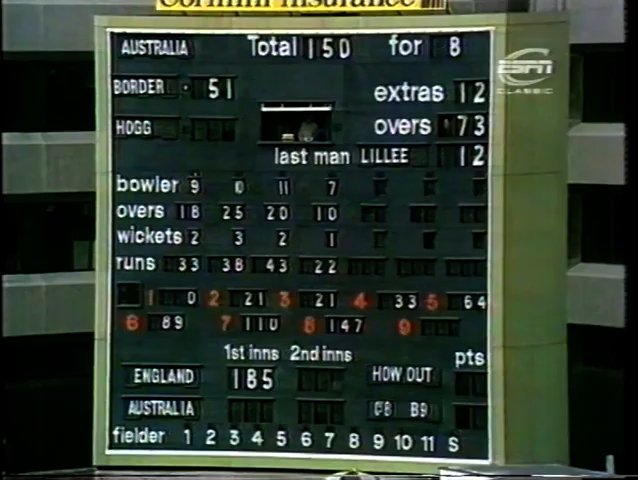 Cornhill Insurance
AUSTRALIA Total 150 for 8
ESPN
CLASSIC
BORDER 51 extras 12
HOGG overs 73
last man LILLEE 12
bowler 9 10 11 7
overs 18 25 20 10
wickets 2 3 2 1
runs 33 38 43 22
1 0 2 21 3 21 4 33 5 64
6 89 7 110 8 147 9
1st inns 2nd inns pts
ENGLAND 185 HOW OUT
AUSTRALIA C8 B9
fielder 1 2 3 4 5 6 7 8 9 10 11 S